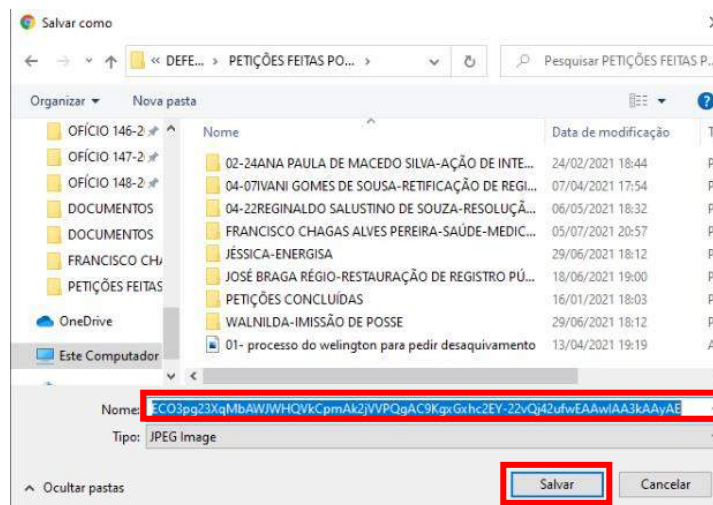 Salvar como
« DEFE... › PETIÇÕES FEITAS PO... ›
Pesquisar PETIÇÕES FEITAS P...
Organizar Nova pasta
OFÍCIO 146-2
OFÍCIO 147-2
OFÍCIO 148-2
DOCUMENTOS
DOCUMENTOS
FRANCISCO CHA
PETIÇÕES FEITAS
OneDrive
Este Computador
Nome Data de modificação T
02-24ANA PAULA DE MACEDO SILVA-AÇÃO DE INTE... 24/02/2021 18:44 P
04-07IVANI GOMES DE SOUSA-RETIFICAÇÃO DE REGI... 07/04/2021 17:54 P
04-22REGINALDO SALUSTINO DE SOUZA-RESOLUÇÃ... 06/05/2021 18:32 P
FRANCISCO CHAGAS ALVES PEREIRA-SAÚDE-MEDIC... 05/07/2021 20:57 P
JÉSSICA-ENERGISA 29/06/2021 18:12 P
JOSÉ BRAGA RÉGIO-RESTAURAÇÃO DE REGISTRO PÚ... 18/06/2021 19:00 P
PETIÇÕES CONCLUÍDAS 16/01/2021 18:03 P
WALNILDA-IMISSÃO DE POSSE 29/06/2021 18:12 P
01- processo do welington para pedir desaquivamento 13/04/2021 19:19 A
Nome: ECO3pg23XqMbAWJWHQVkCpmAk2jVVPQgAC9KgxGxhc2EY-22vQj42ufwEAAwIAA3kAAyAE
Tipo: JPEG Image
Ocultar pastas
Salvar Cancelar